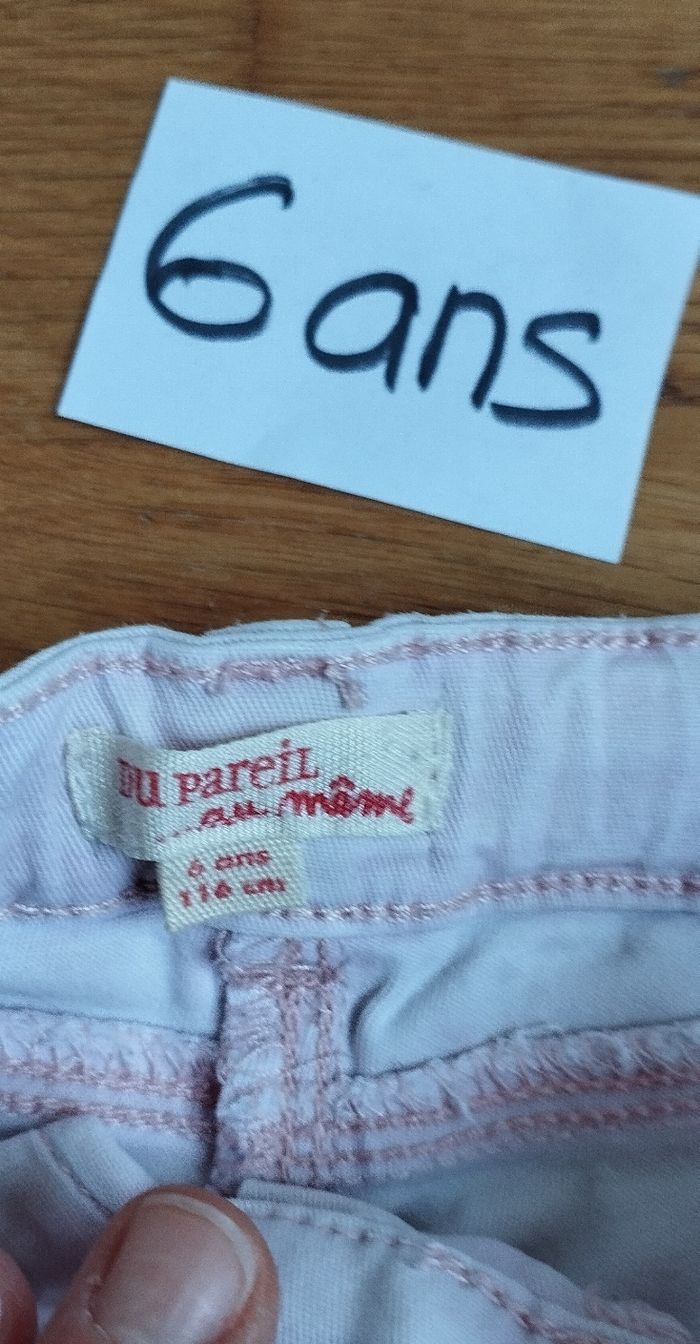 6 ans
DU PAREIL
...au même
6 ans
116 cm